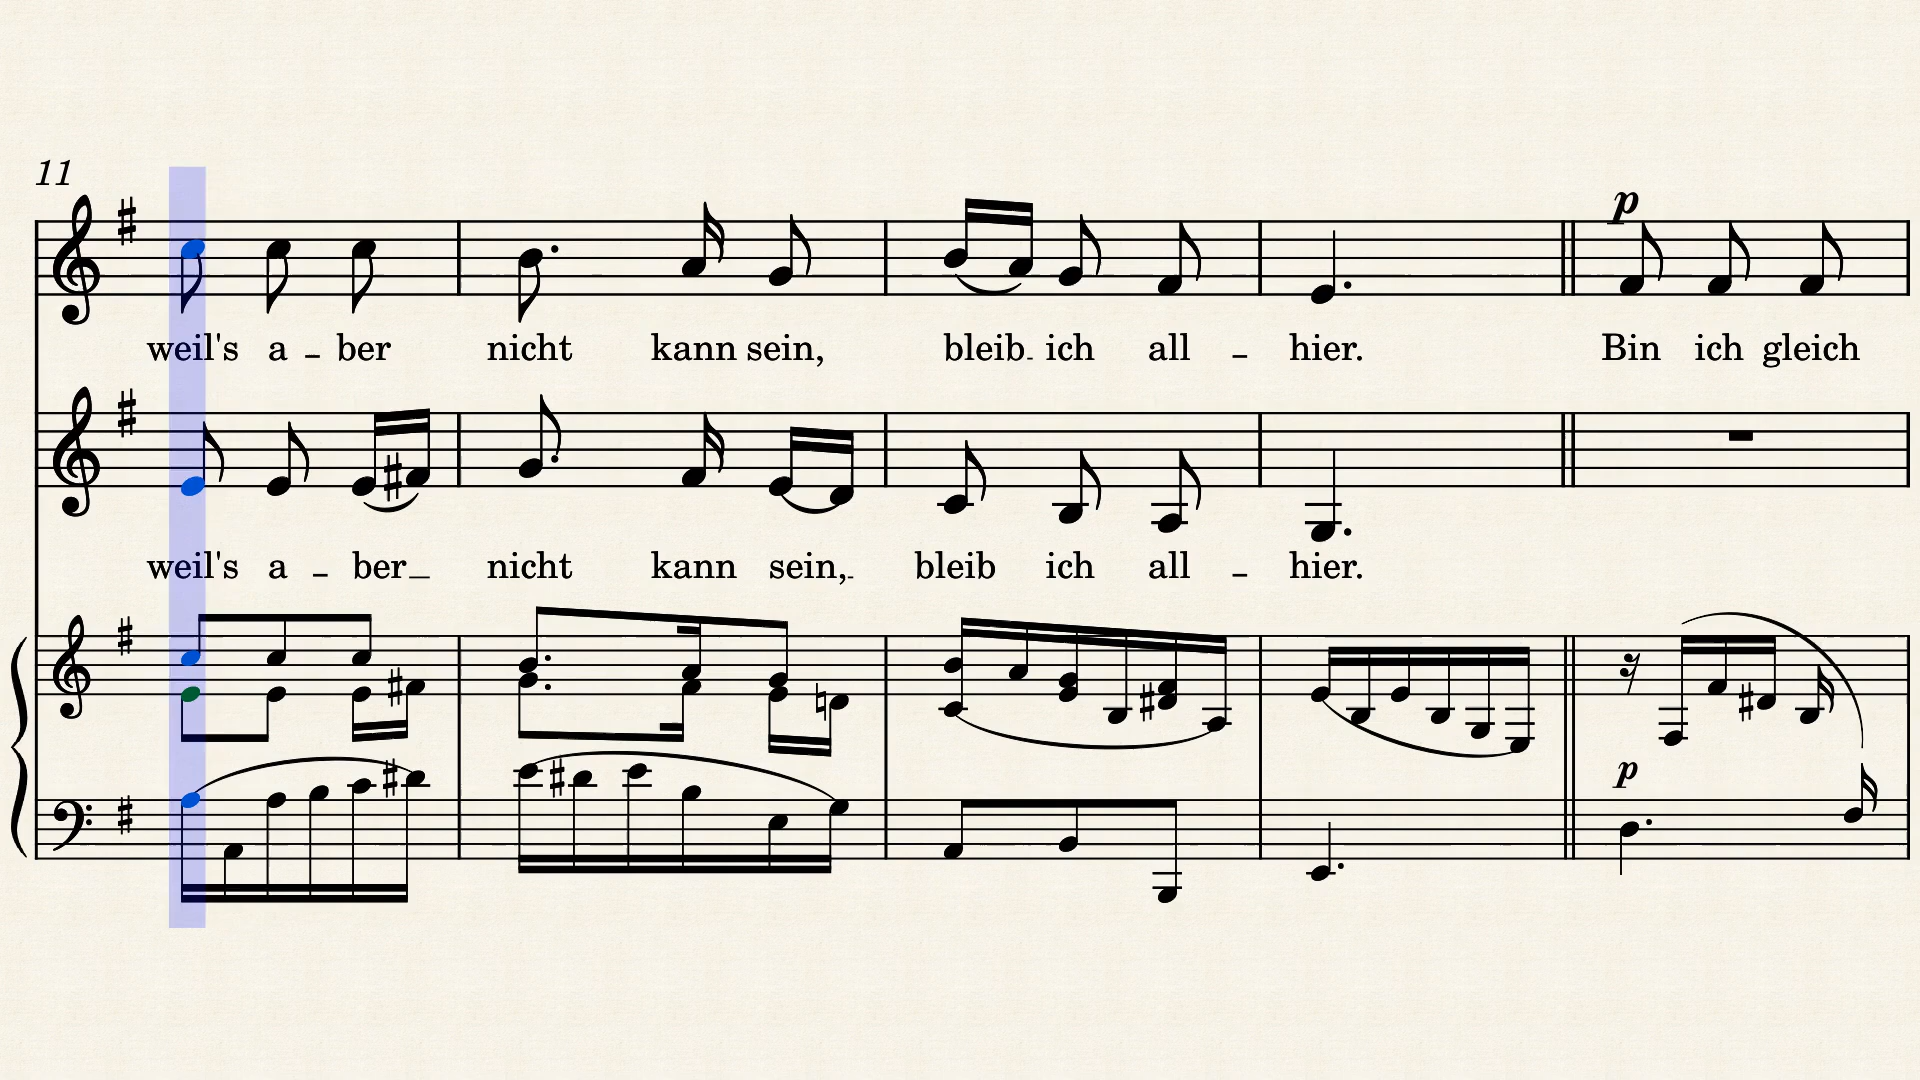 11
p
weil's a – ber nicht kann sein, bleib ich all – hier. Bin ich gleich
weil's a – ber nicht kann sein, bleib ich all – hier.
p